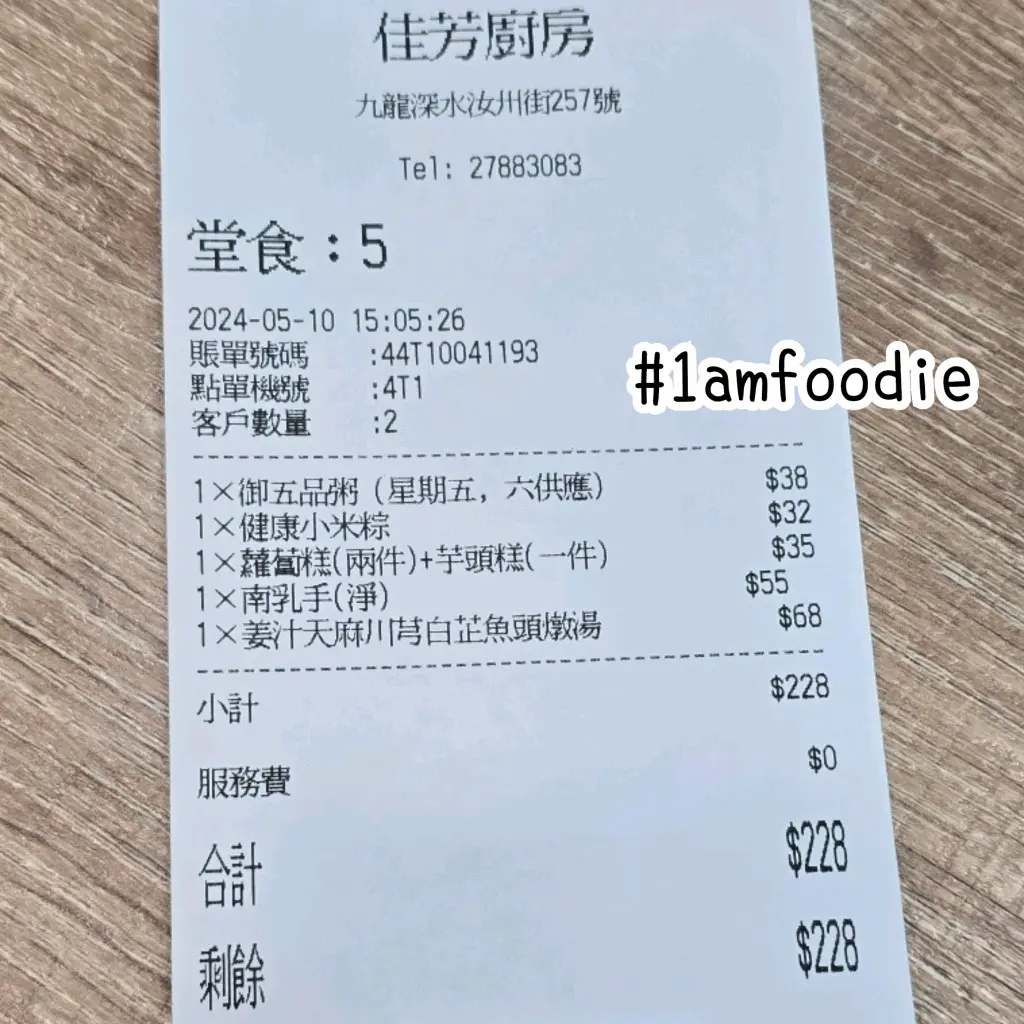 佳芳廚房
九龍深水汝州街257號
Tel: 27883083
堂食：5
2024-05-10 15:05:26
賬單號碼 :44T10041193
點單機號 :4T1
客戶數量 :2
#1amfoodie
1×御五品粥（星期五，六供應） $38
1×健康小米粽 $32
1×蘿蔔糕(兩件)+芋頭糕(一件) $35
1×南乳手(淨) $55
1×姜汁天麻川芎白芷魚頭燉湯 $68
小計 $228
服務費 $0
合計 $228
剩餘 $228